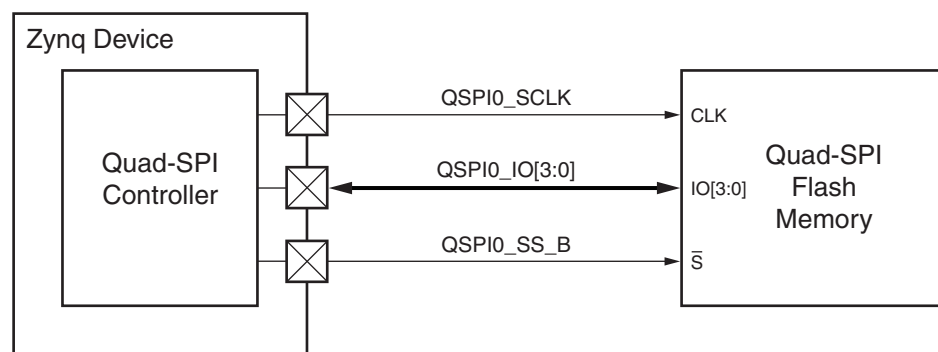 Zynq Device
Quad-SPI
Controller
QSPI0_SCLK
QSPI0_IO[3:0]
QSPI0_SS_B
CLK
IO[3:0]
S̅
Quad-SPI
Flash
Memory